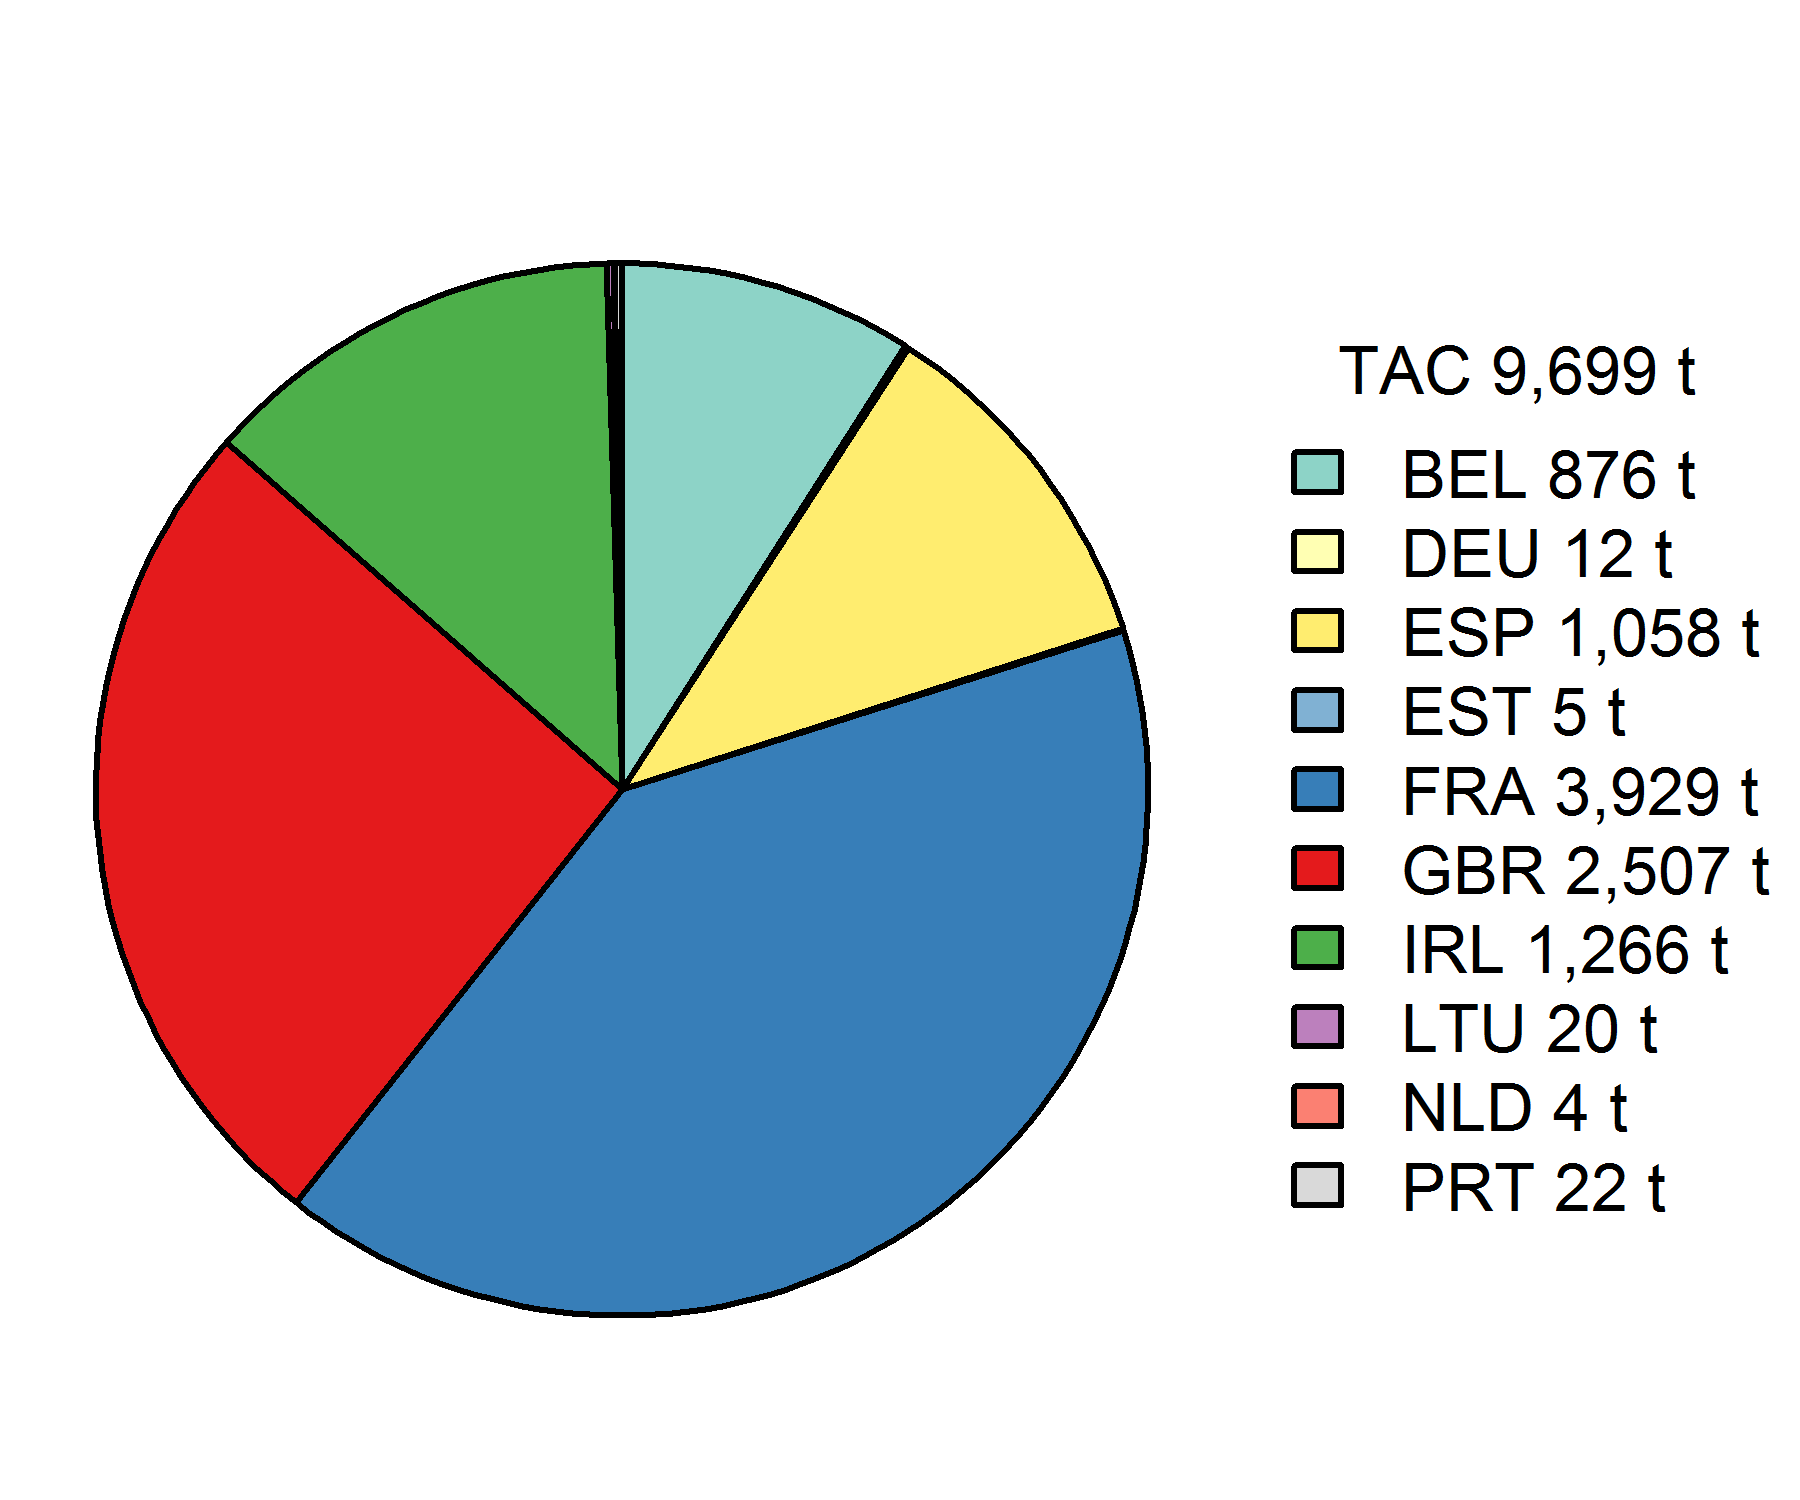 TAC 9,699 t
BEL 876 t
DEU 12 t
ESP 1,058 t
EST 5 t
FRA 3,929 t
GBR 2,507 t
IRL 1,266 t
LTU 20 t
NLD 4 t
PRT 22 t